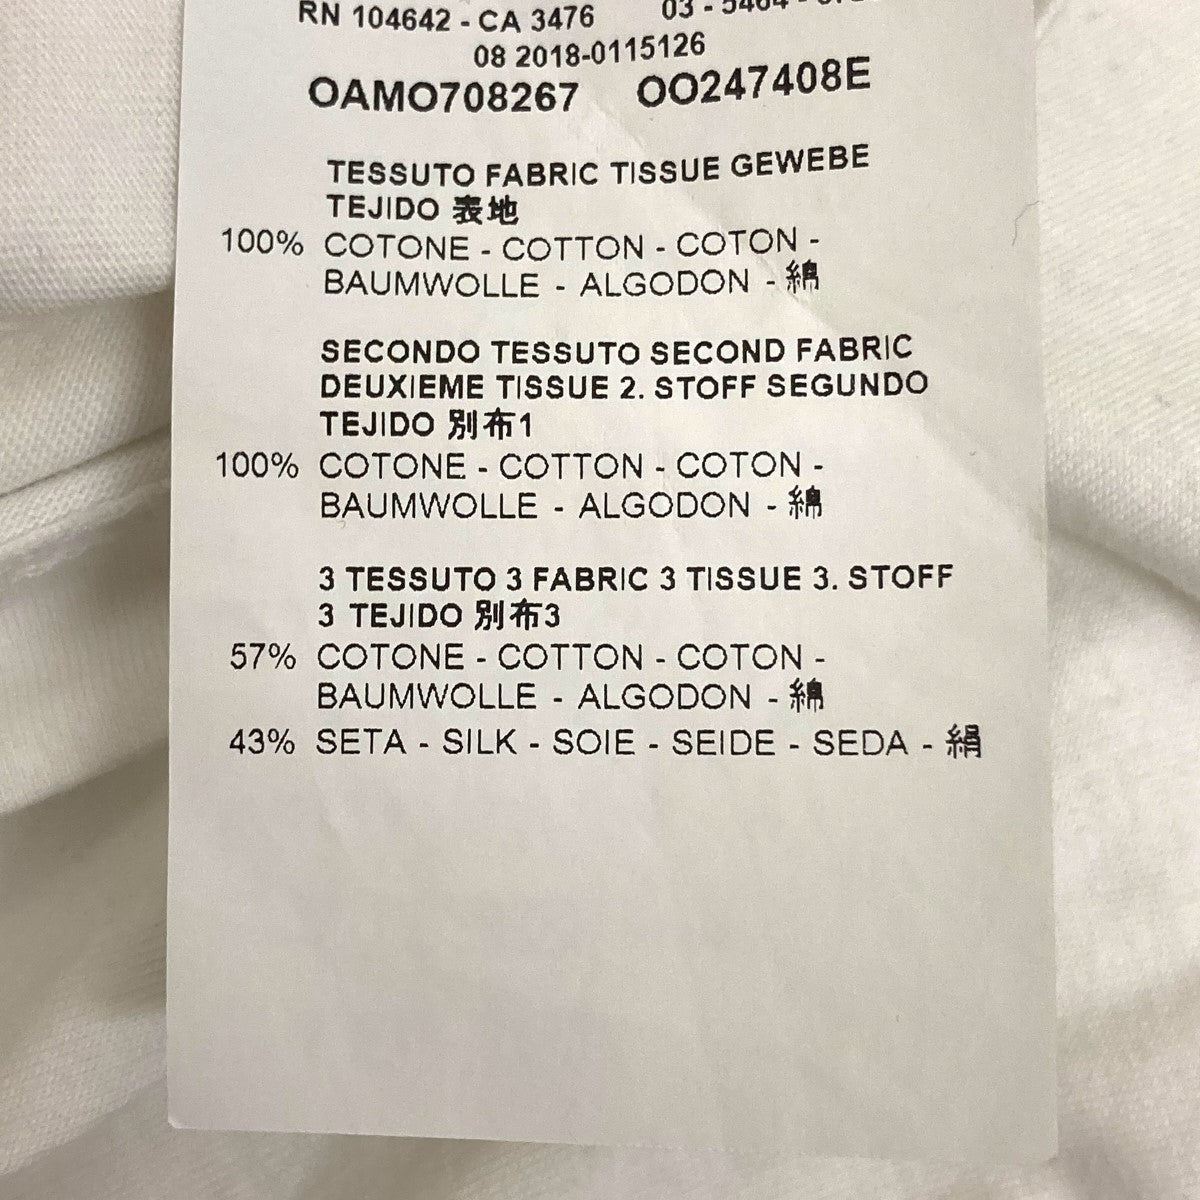 RN 104642 - CA 3476
08 2018-0115126
OAMO708267 OO247408E
TESSUTO FABRIC TISSUE GEWEBE
TEJIDO 表地
100% COTONE - COTTON - COTON -
BAUMWOLLE - ALGODON - 綿
SECONDO TESSUTO SECOND FABRIC
DEUXIEME TISSUE 2. STOFF SEGUNDO
TEJIDO 別布1
100% COTONE - COTTON - COTON -
BAUMWOLLE - ALGODON - 綿
3 TESSUTO 3 FABRIC 3 TISSUE 3. STOFF
3 TEJIDO 別布3
57% COTONE - COTTON - COTON -
BAUMWOLLE - ALGODON - 綿
43% SETA - SILK - SOIE - SEIDE - SEDA - 絹